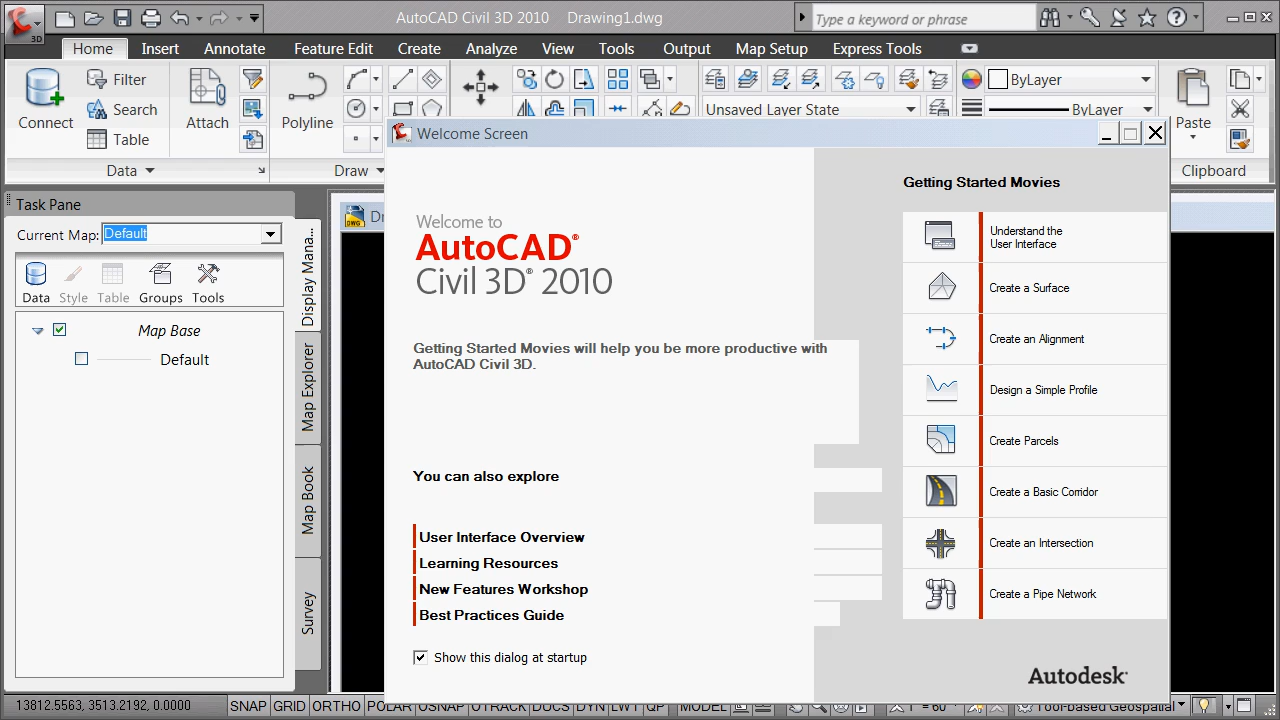 AutoCAD Civil 3D 2010 Drawing1.dwg
Type a keyword or phrase
3D
Home Insert Annotate Feature Edit Create Analyze View Tools Output Map Setup Express Tools
Connect
Filter
Search
Table
Attach
Polyline
Unsaved Layer State
ByLayer
ByLayer
Paste
Data
Draw
Clipboard
Task Pane
Current Map: Default
Data Style Table Groups Tools
Map Base
Default
Display Mana...
Map Explorer
Map Book
Survey
DWG
Welcome Screen
Welcome to
AutoCAD®
Civil 3D® 2010
Getting Started Movies will help you be more productive with
AutoCAD Civil 3D.
You can also explore
User Interface Overview
Learning Resources
New Features Workshop
Best Practices Guide
Show this dialog at startup
Getting Started Movies
Understand the
User Interface
Create a Surface
Create an Alignment
Design a Simple Profile
Create Parcels
Create a Basic Corridor
Create an Intersection
Create a Pipe Network
Autodesk®
13812.5563, 3513.2192, 0.0000 SNAP GRID ORTHO POLAR OSNAP OTRACK DUCS DYN LWT QP MODEL 1" = 60' Tool-based Geospatial